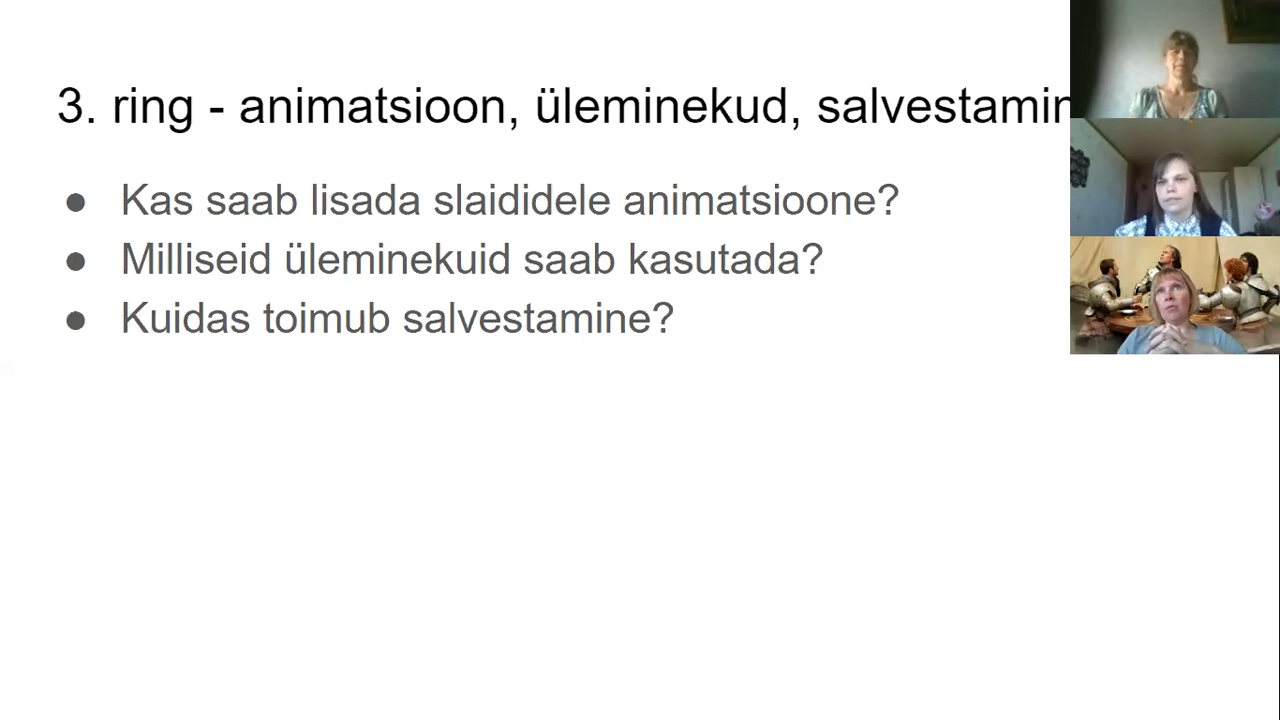 3. ring - animatsioon, üleminekud, salvestamin
● Kas saab lisada slaididele animatsioone?
● Milliseid üleminekuid saab kasutada?
● Kuidas toimub salvestamine?